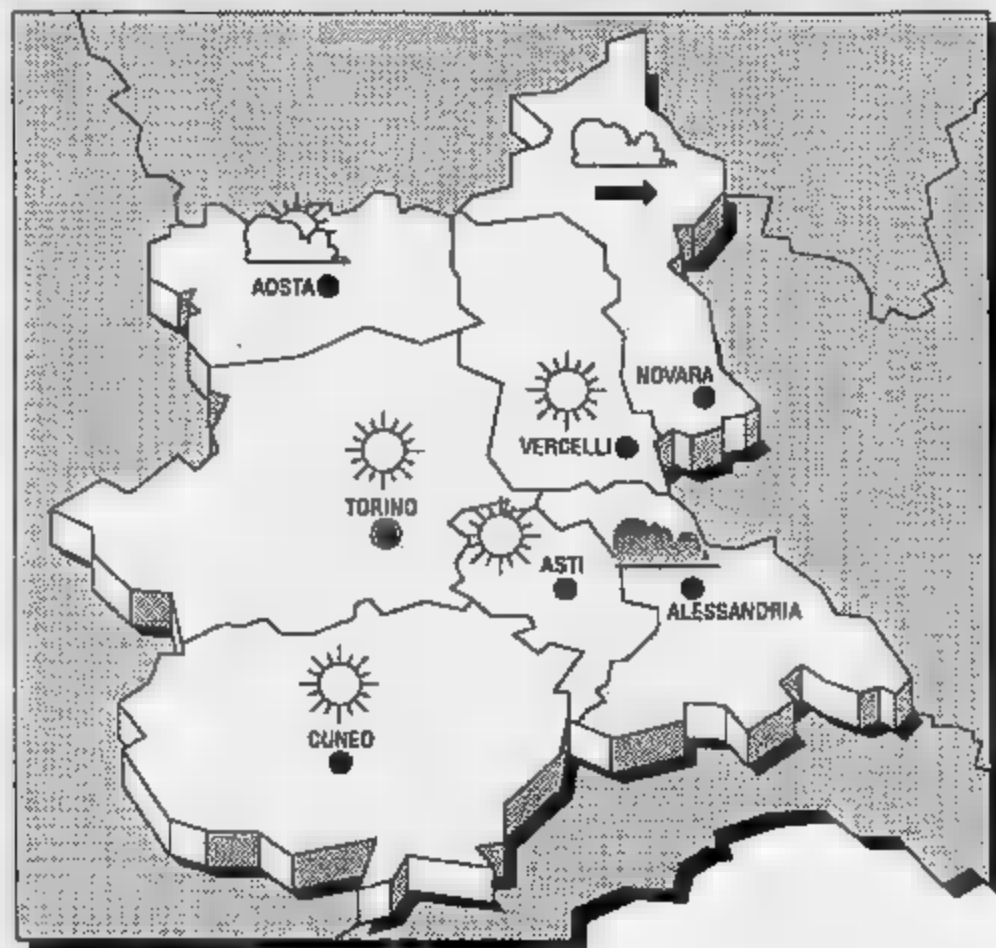 AOSTA
NOVARA
VERCELLI
TORINO
ASTI
ALESSANDRIA
CUNEO